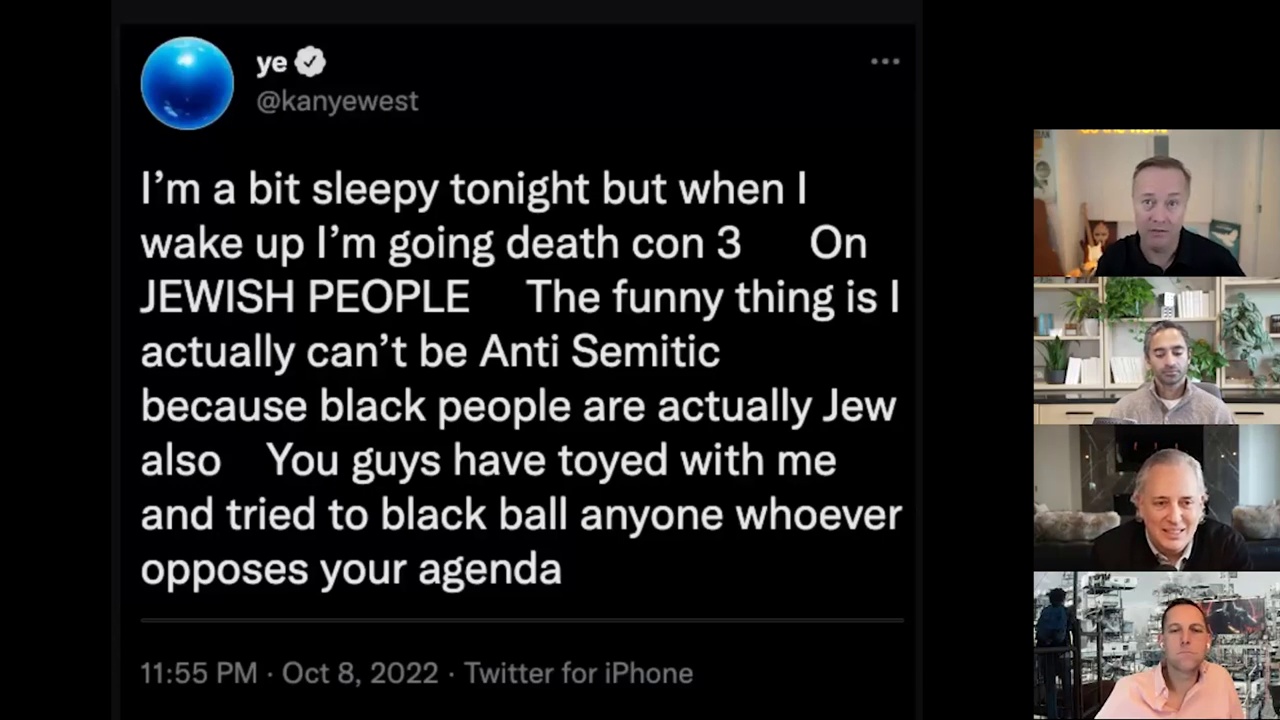 ye
@kanyewest
I’m a bit sleepy tonight but when I
wake up I’m going death con 3 On
JEWISH PEOPLE The funny thing is I
actually can’t be Anti Semitic
because black people are actually Jew
also You guys have toyed with me
and tried to black ball anyone whoever
opposes your agenda
11:55 PM · Oct 8, 2022 · Twitter for iPhone